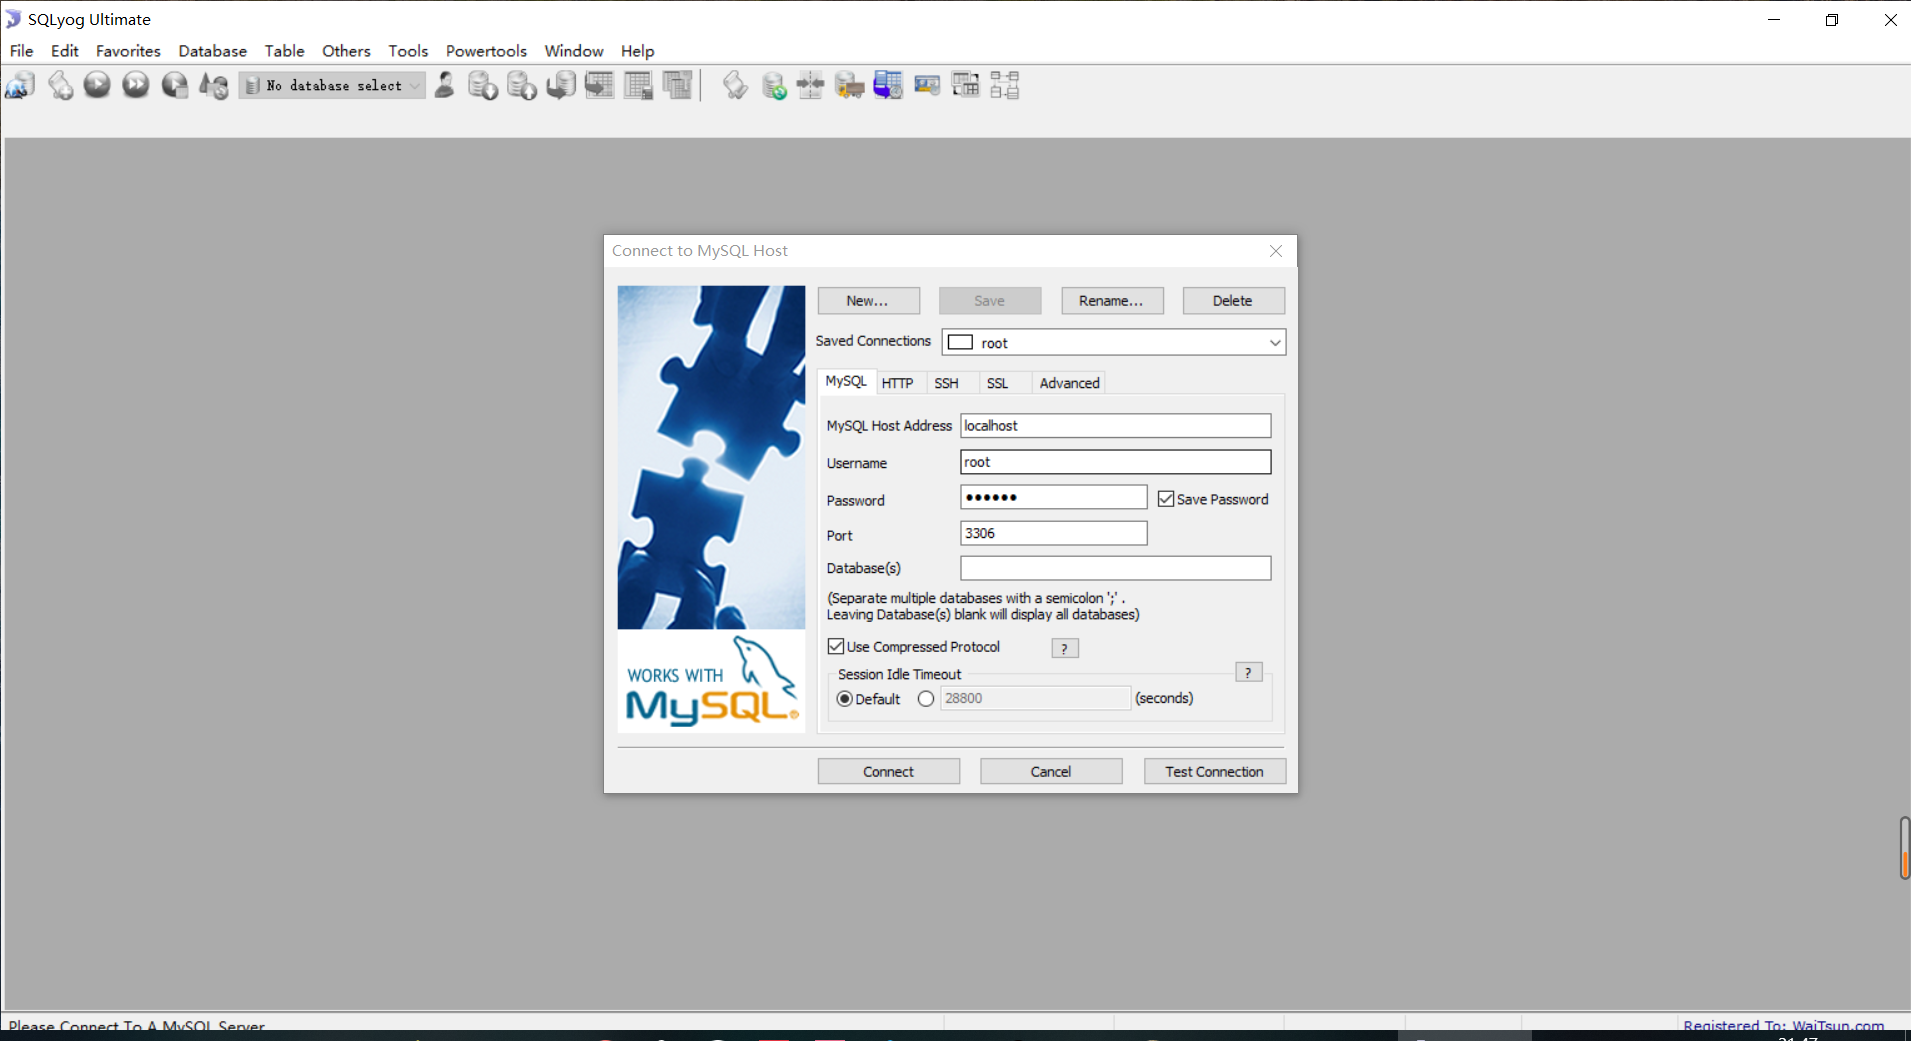 SQLyog Ultimate
File Edit Favorites Database Table Others Tools Powertools Window Help
No database select
Connect to MySQL Host
New... Save Rename... Delete
Saved Connections root
MySQL HTTP SSH SSL Advanced
MySQL Host Address localhost
Username root
Password •••••• Save Password
Port 3306
Database(s)
(Separate multiple databases with a semicolon ';' .
Leaving Database(s) blank will display all databases)
Use Compressed Protocol ?
Session Idle Timeout ?
Default 28800 (seconds)
WORKS WITH
MySQL®
Connect Cancel Test Connection
Please Connect To A MySQL Server
Registered To: WaiTsun.com